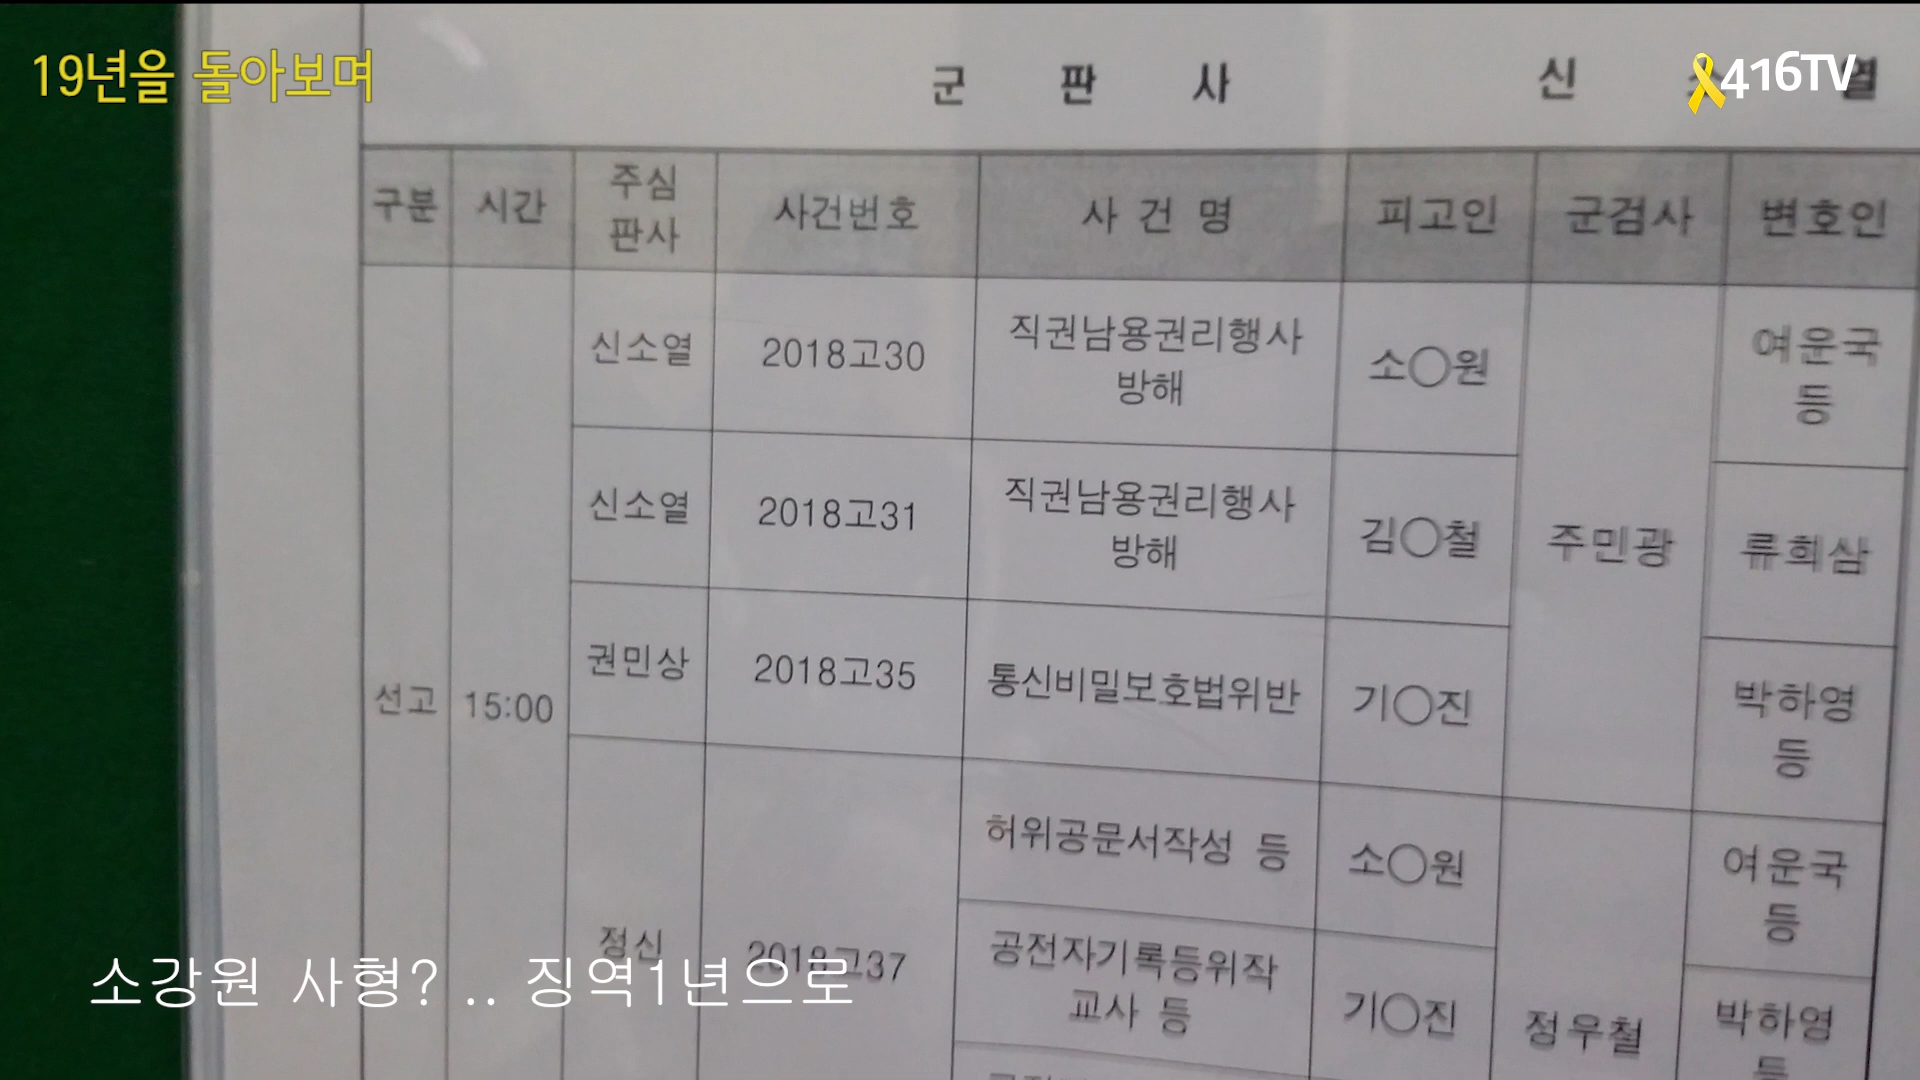 19년을 돌아보며
416TV
군 판 사 신 열
구분 시간 주심 판사 사건번호 사 건 명 피고인 군검사 변호인
신소열 2018고30 직권남용권리행사 방해 소○원 여운국 등
신소열 2018고31 직권남용권리행사 방해 김○철 주민광 류희삼
권민상 2018고35 통신비밀보호법위반 기○진 박하영 등
선고 15:00
허위공문서작성 등 소○원 여운국 등
정신 2018고37 공전자기록등위작 교사 등 기○진 정우철 박하영
소강원 사형? .. 징역1년으로